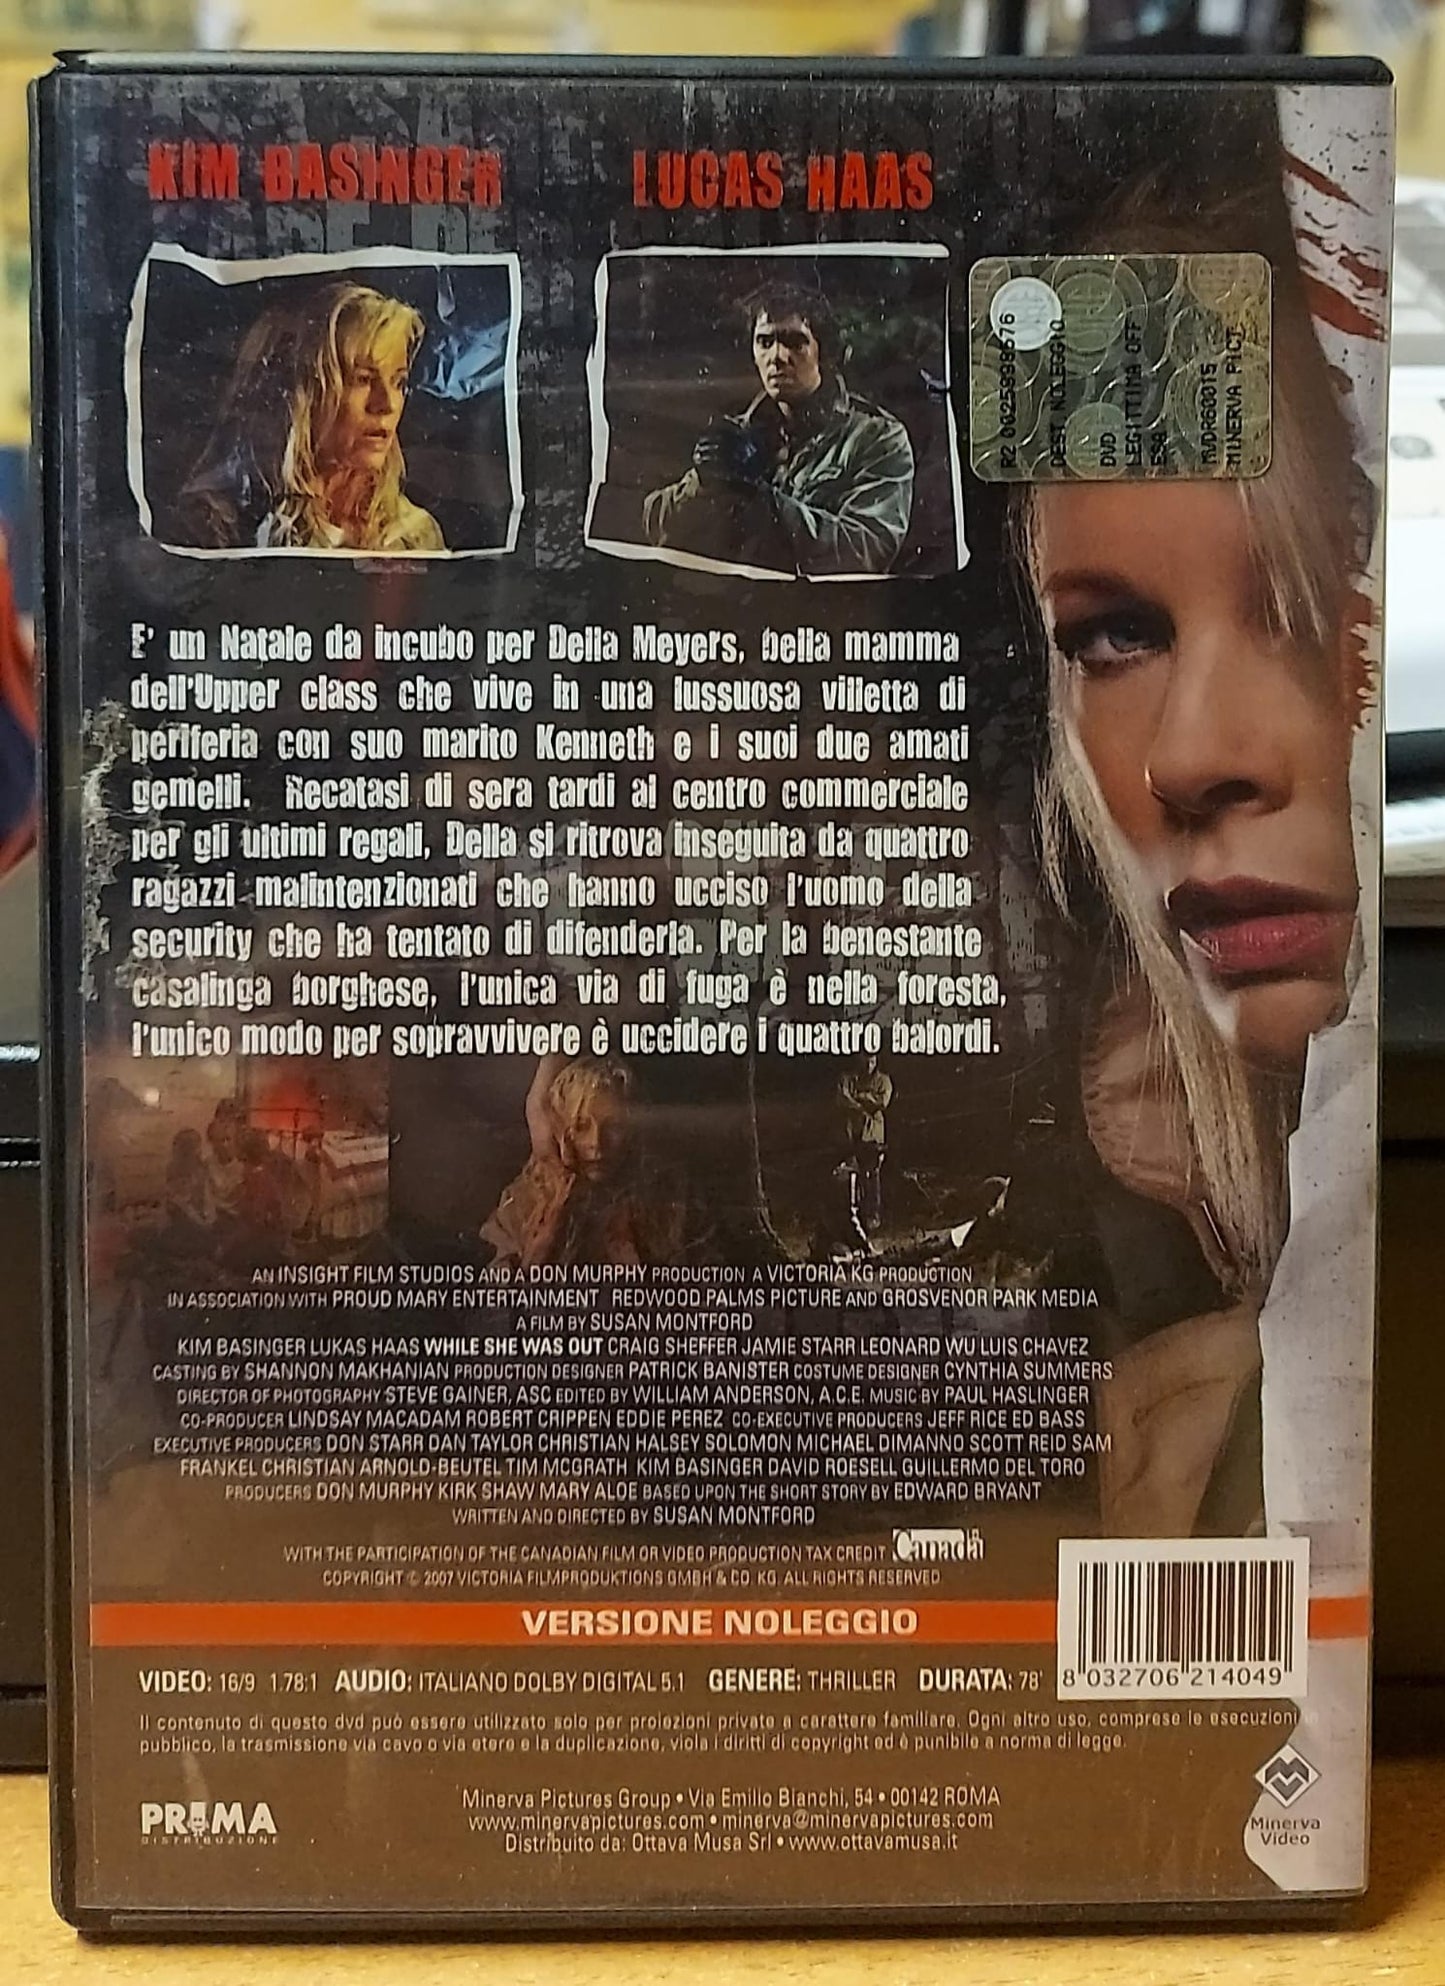 KIM BASINGER
LUCAS HAAS
R2 0025998676
DEST.NOLEGGIO
DVD
LEGITTIMA OFF
ESA
MVDR60015
MINERVA PICT.
E' un Natale da incubo per Della Meyers, bella mamma
dell'Upper class che vive in una lussuosa villetta di
periferia con suo marito Kenneth e i suoi due amati
gemelli. Recatasi di sera tardi al centro commerciale
per gli ultimi regali, Della si ritrova inseguita da quattro
ragazzi malintenzionati che hanno ucciso l'uomo della
security che ha tentato di difenderla. Per la benestante
casalinga borghese, l'unica via di fuga è nella foresta,
l'unico modo per sopravvivere è uccidere i quattro balordi.
AN INSIGHT FILM STUDIOS AND A DON MURPHY PRODUCTION A VICTORIA KG PRODUCTION
IN ASSOCIATION WITH PROUD MARY ENTERTAINMENT REDWOOD PALMS PICTURE AND GROSVENOR PARK MEDIA
A FILM BY SUSAN MONTFORD
KIM BASINGER LUKAS HAAS WHILE SHE WAS OUT CRAIG SHEFFER JAMIE STARR LEONARD WU LUIS CHAVEZ
CASTING BY SHANNON MAKHANIAN PRODUCTION DESIGNER PATRICK BANISTER COSTUME DESIGNER CYNTHIA SUMMERS
DIRECTOR OF PHOTOGRAPHY STEVE GAINER, ASC EDITED BY WILLIAM ANDERSON, A.C.E. MUSIC BY PAUL HASLINGER
CO-PRODUCER LINDSAY MACADAM ROBERT CRIPPEN EDDIE PEREZ CO-EXECUTIVE PRODUCERS JEFF RICE ED BASS
EXECUTIVE PRODUCERS DON STARR DAN TAYLOR CHRISTIAN HALSEY SOLOMON MICHAEL DIMANNO SCOTT REID SAM
FRANKEL CHRISTIAN ARNOLD-BEUTEL TIM MCGRATH KIM BASINGER DAVID ROESELL GUILLERMO DEL TORO
PRODUCERS DON MURPHY KIRK SHAW MARY ALOE BASED UPON THE SHORT STORY BY EDWARD BRYANT
WRITTEN AND DIRECTED BY SUSAN MONTFORD
WITH THE PARTICIPATION OF THE CANADIAN FILM OR VIDEO PRODUCTION TAX CREDIT Canada
COPYRIGHT © 2007 VICTORIA FILMPRODUKTIONS GMBH & CO. KG. ALL RIGHTS RESERVED
VERSIONE NOLEGGIO
VIDEO: 16/9 1.78:1 AUDIO: ITALIANO DOLBY DIGITAL 5.1 GENERE: THRILLER DURATA: 78'
8 032706 214049
Il contenuto di questo dvd può essere utilizzato solo per proiezioni private a carattere familiare. Ogni altro uso, comprese le esecuzioni in
pubblico, la trasmissione via cavo o via etere e la duplicazione, viola i diritti di copyright ed è punibile a norma di legge.
PRIMA
DISTRIBUZIONE
Minerva Pictures Group • Via Emilio Bianchi, 54 • 00142 ROMA
www.minervapictures.com • minerva@minervapictures.com
Distribuito da: Ottava Musa Srl • www.ottavamusa.it
Minerva
Video